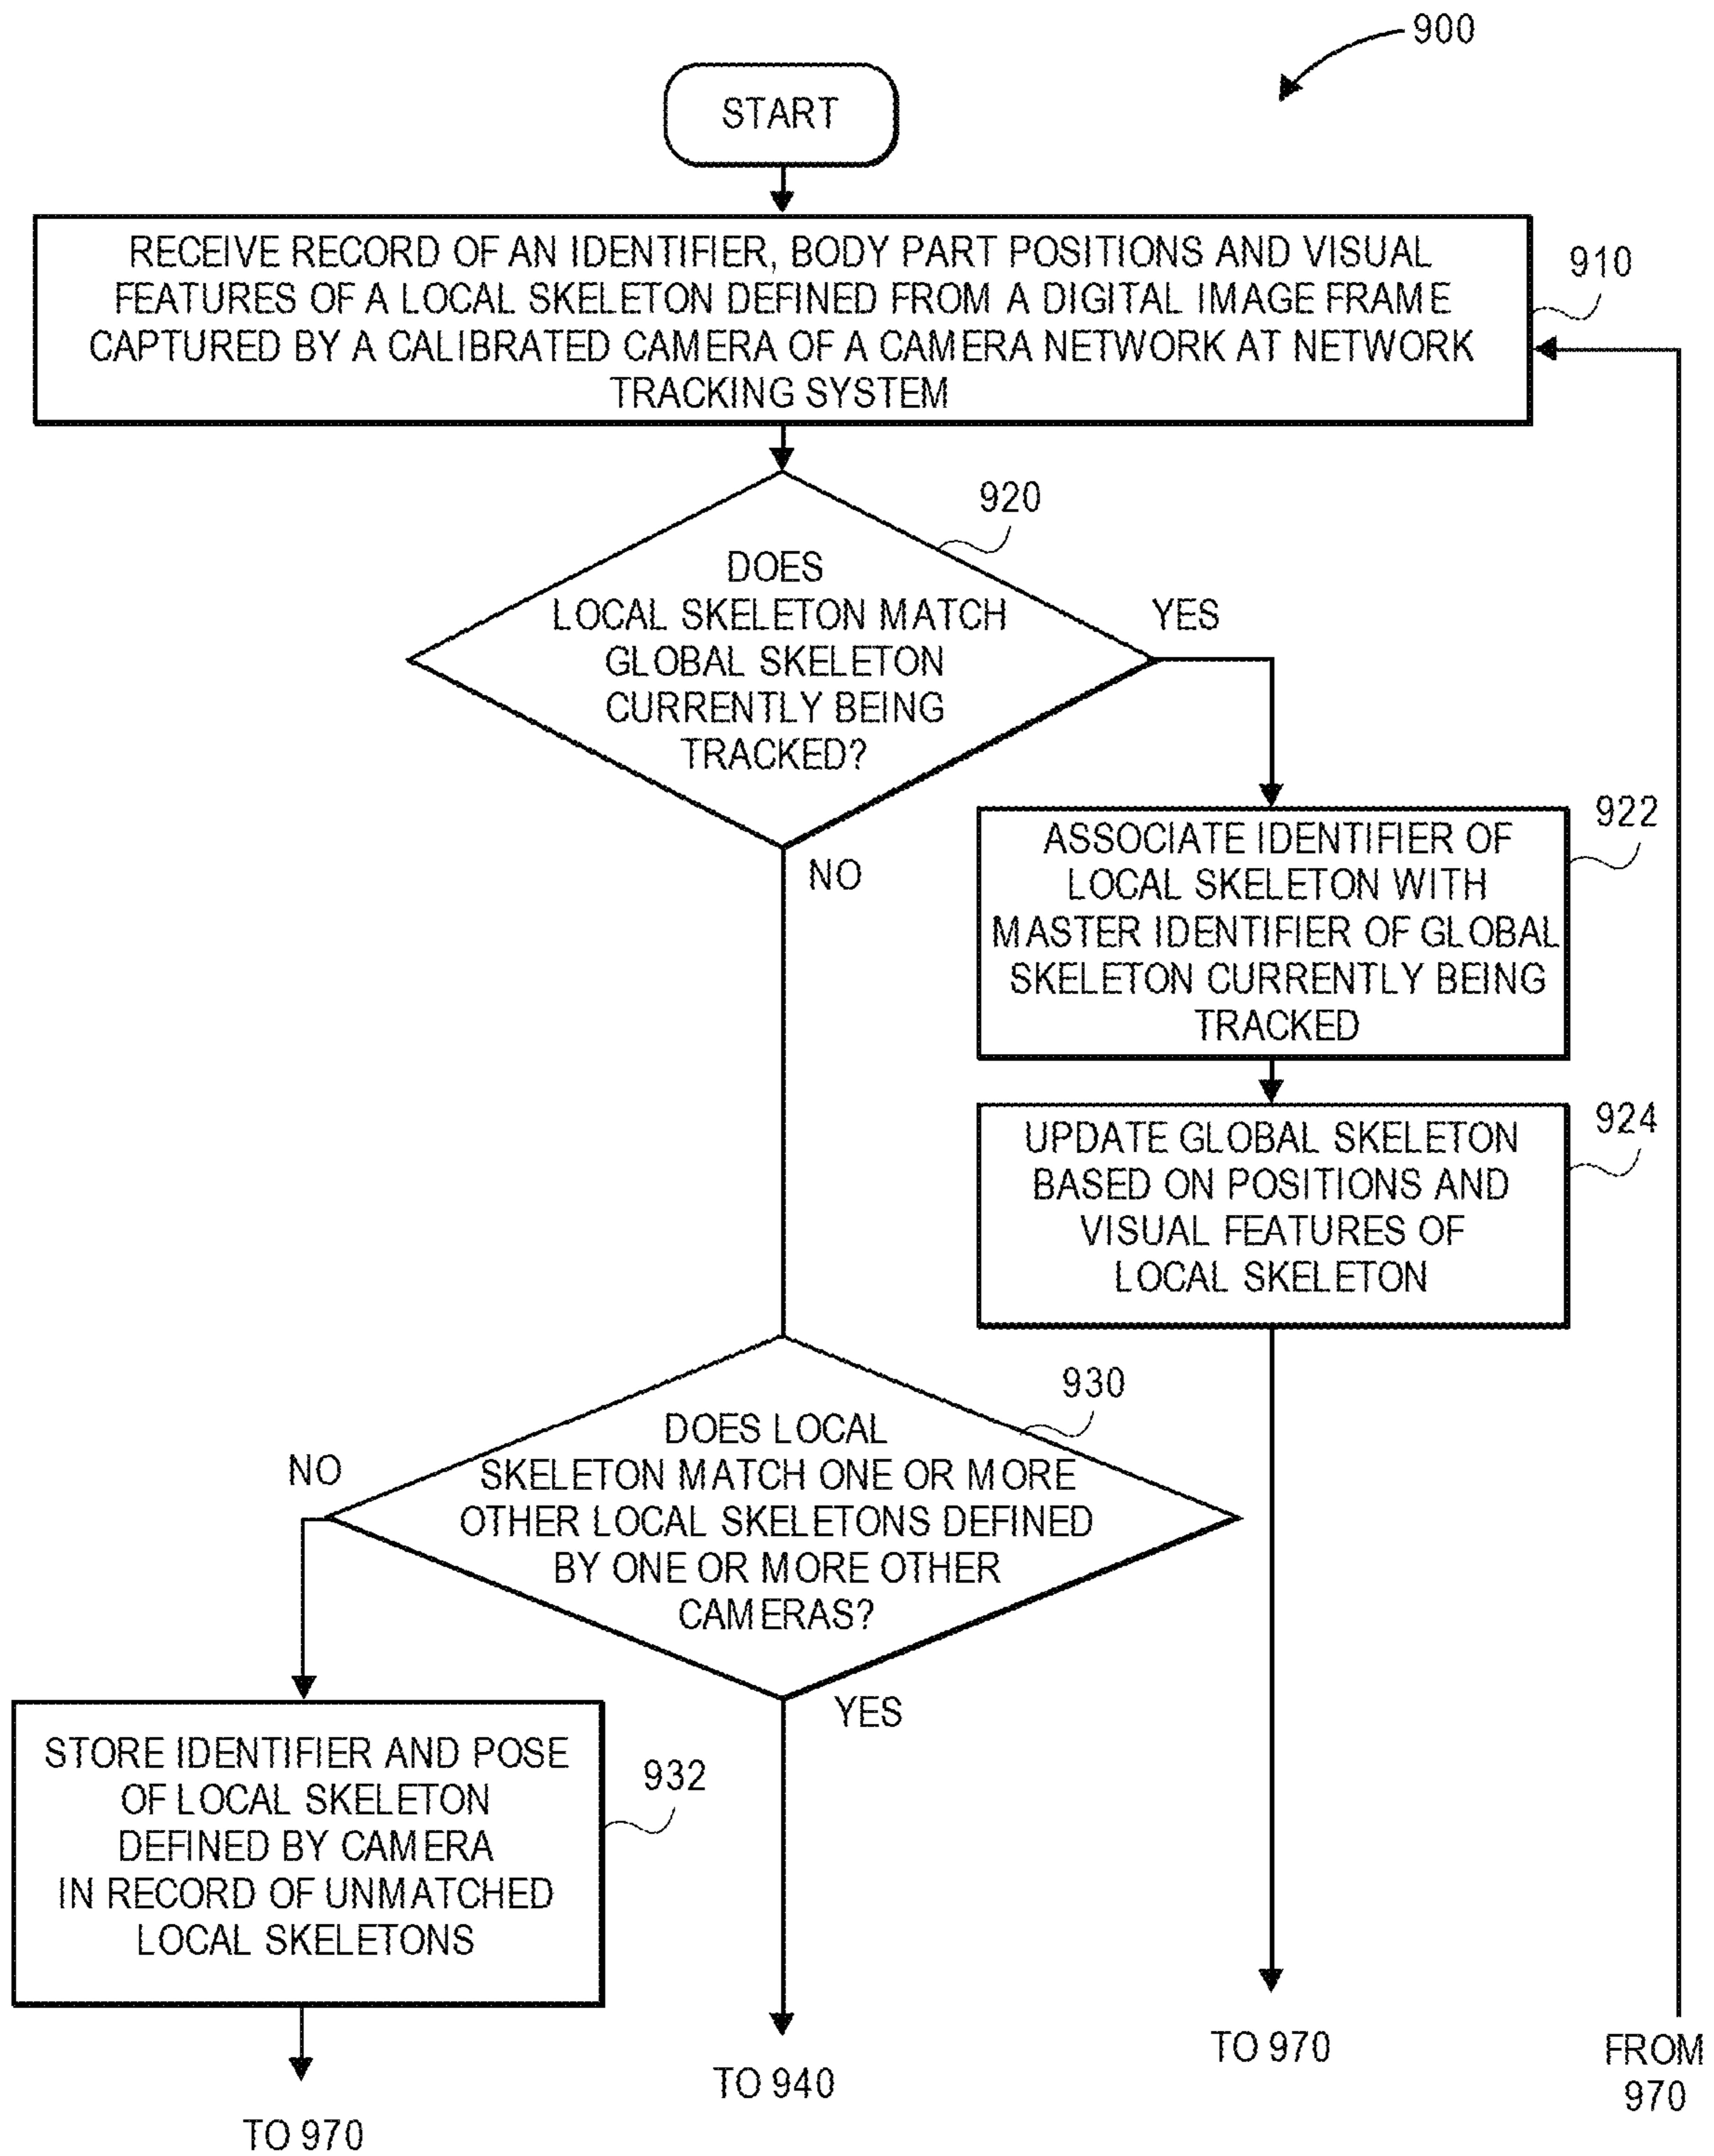 900
START
RECEIVE RECORD OF AN IDENTIFIER, BODY PART POSITIONS AND VISUAL
FEATURES OF A LOCAL SKELETON DEFINED FROM A DIGITAL IMAGE FRAME
CAPTURED BY A CALIBRATED CAMERA OF A CAMERA NETWORK AT NETWORK
TRACKING SYSTEM
910
920
DOES
LOCAL SKELETON MATCH
GLOBAL SKELETON
CURRENTLY BEING
TRACKED?
YES
NO
922
ASSOCIATE IDENTIFIER OF
LOCAL SKELETON WITH
MASTER IDENTIFIER OF GLOBAL
SKELETON CURRENTLY BEING
TRACKED
924
UPDATE GLOBAL SKELETON
BASED ON POSITIONS AND
VISUAL FEATURES OF
LOCAL SKELETON
930
DOES LOCAL
SKELETON MATCH ONE OR MORE
OTHER LOCAL SKELETONS DEFINED
BY ONE OR MORE OTHER
CAMERAS?
NO
YES
STORE IDENTIFIER AND POSE
OF LOCAL SKELETON
DEFINED BY CAMERA
IN RECORD OF UNMATCHED
LOCAL SKELETONS
932
TO 970
TO 940
TO 970
FROM
970